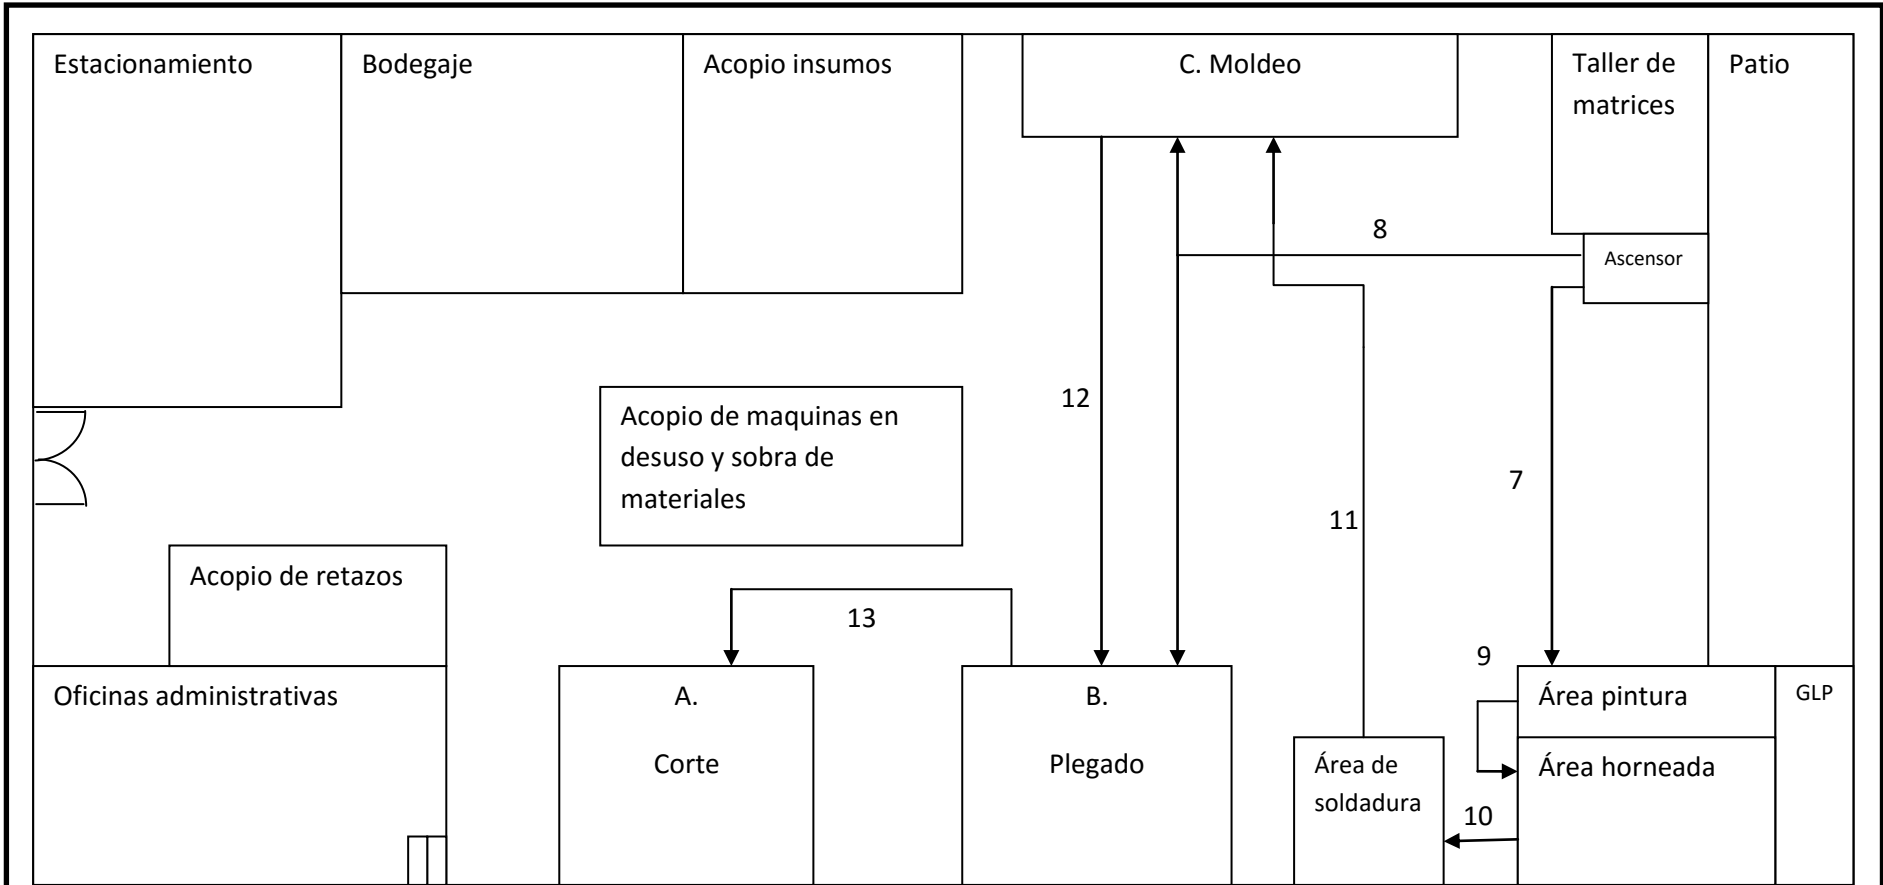 Estacionamiento
Bodegaje
Acopio insumos
C. Moldeo
Taller de
matrices
Patio
8
Ascensor
12
Acopio de maquinas en
desuso y sobra de
materiales
7
11
Acopio de retazos
13
9
Oficinas administrativas
A.
Corte
B.
Plegado
Área de
soldadura
Área pintura
GLP
Área horneada
10